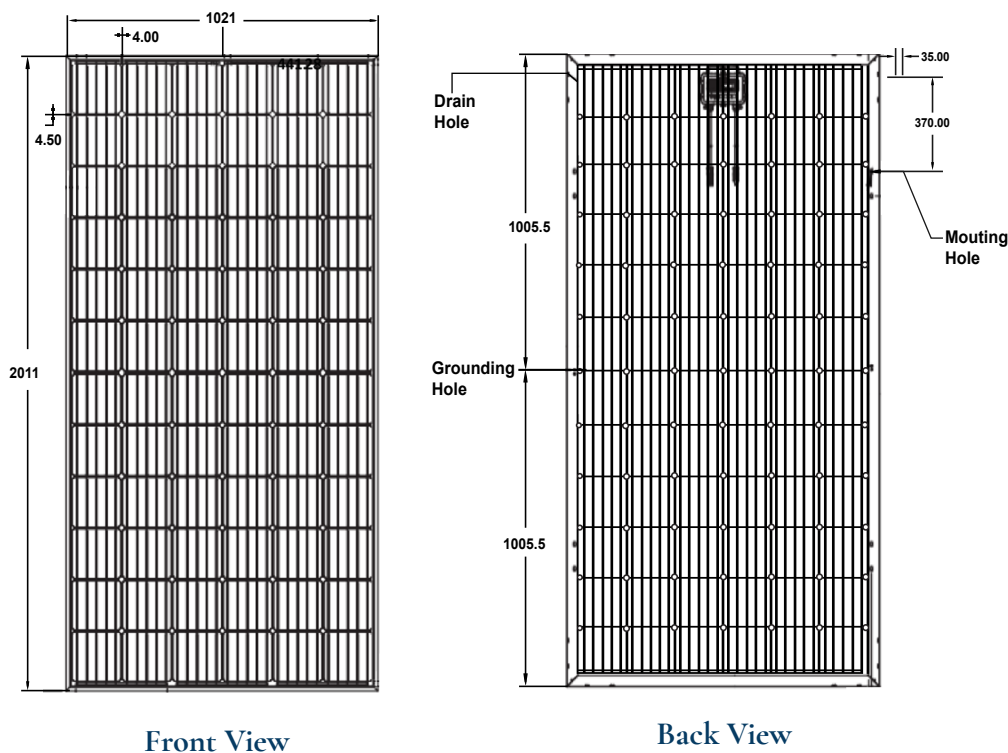 1021
4.00
44128
4.50
2011
Front View
35.00
370.00
Drain
Hole
1005.5
Mouting
Hole
Grounding
Hole
1005.5
Back View